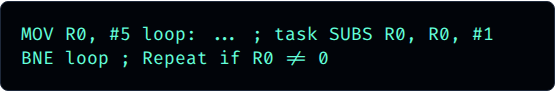 MOV R0, #5 loop: ... ; task SUBS R0, R0, #1
BNE loop ; Repeat if R0 ≠ 0